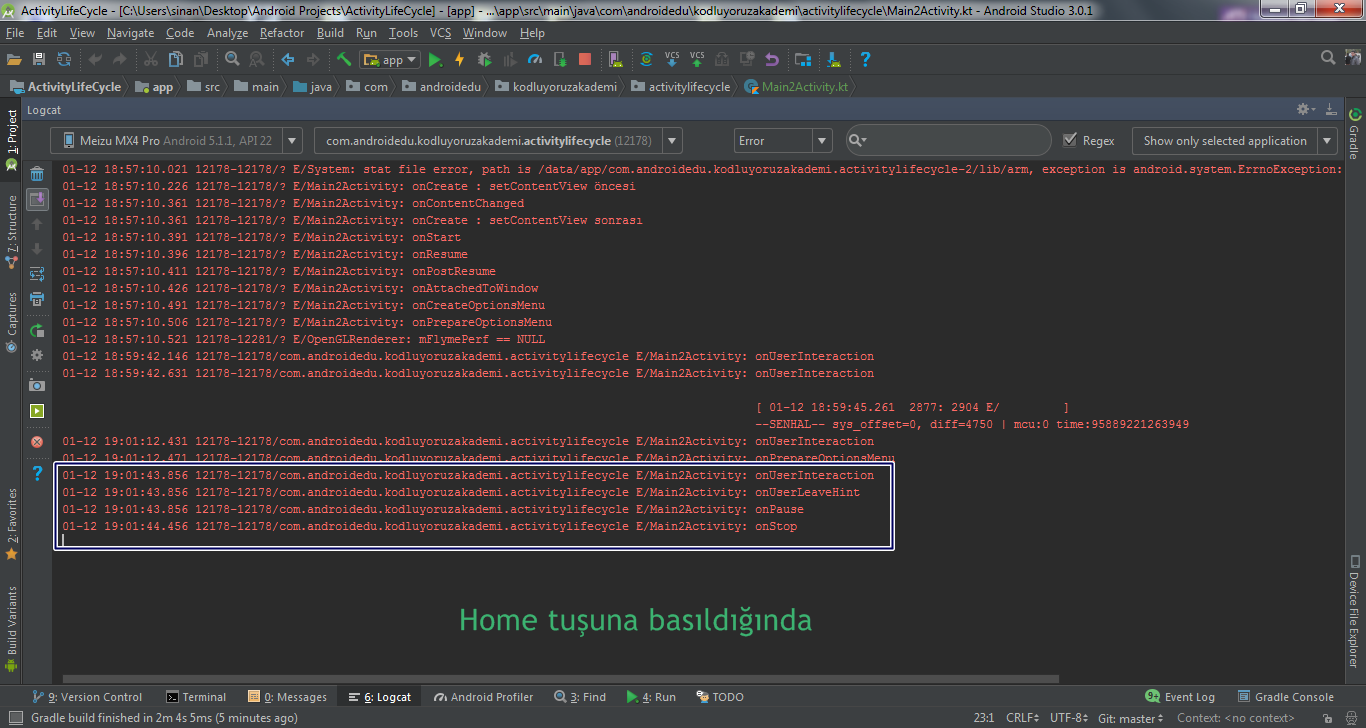 ActivityLifeCycle - [C:\Users\sinan\Desktop\Android Projects\ActivityLifeCycle] - [app] - ...\app\src\main\java\com\androidedu\kodluyoruzakademi\activitylifecycle\Main2Activity.kt - Android Studio 3.0.1
File Edit View Navigate Code Analyze Refactor Build Run Tools VCS Window Help
app VCS VCS ?
ActivityLifeCycle app src main java com androidedu kodluyoruzakademi activitylifecycle Main2Activity.kt
Logcat
Meizu MX4 Pro Android 5.1.1, API 22 com.androidedu.kodluyoruzakademi.activitylifecycle (12178) Error Regex Show only selected application
01-12 18:57:10.021 12178-12178/? E/System: stat file error, path is /data/app/com.androidedu.kodluyoruzakademi.activitylifecycle-2/lib/arm, exception is android.system.ErrnoException:
01-12 18:57:10.226 12178-12178/? E/Main2Activity: onCreate : setContentView öncesi
01-12 18:57:10.361 12178-12178/? E/Main2Activity: onContentChanged
01-12 18:57:10.361 12178-12178/? E/Main2Activity: onCreate : setContentView sonrası
01-12 18:57:10.391 12178-12178/? E/Main2Activity: onStart
01-12 18:57:10.396 12178-12178/? E/Main2Activity: onResume
01-12 18:57:10.411 12178-12178/? E/Main2Activity: onPostResume
01-12 18:57:10.426 12178-12178/? E/Main2Activity: onAttachedToWindow
01-12 18:57:10.491 12178-12178/? E/Main2Activity: onCreateOptionsMenu
01-12 18:57:10.506 12178-12178/? E/Main2Activity: onPrepareOptionsMenu
01-12 18:57:10.521 12178-12281/? E/OpenGLRenderer: mFlymePerf == NULL
01-12 18:59:42.146 12178-12178/com.androidedu.kodluyoruzakademi.activitylifecycle E/Main2Activity: onUserInteraction
01-12 18:59:42.631 12178-12178/com.androidedu.kodluyoruzakademi.activitylifecycle E/Main2Activity: onUserInteraction
[ 01-12 18:59:45.261 2877: 2904 E/ ]
--SENHAL-- sys_offset=0, diff=4750 | mcu:0 time:95889221263949
01-12 19:01:12.431 12178-12178/com.androidedu.kodluyoruzakademi.activitylifecycle E/Main2Activity: onUserInteraction
01-12 19:01:12.471 12178-12178/com.androidedu.kodluyoruzakademi.activitylifecycle E/Main2Activity: onPrepareOptionsMenu
01-12 19:01:43.856 12178-12178/com.androidedu.kodluyoruzakademi.activitylifecycle E/Main2Activity: onUserInteraction
01-12 19:01:43.856 12178-12178/com.androidedu.kodluyoruzakademi.activitylifecycle E/Main2Activity: onUserLeaveHint
01-12 19:01:43.856 12178-12178/com.androidedu.kodluyoruzakademi.activitylifecycle E/Main2Activity: onPause
01-12 19:01:44.456 12178-12178/com.androidedu.kodluyoruzakademi.activitylifecycle E/Main2Activity: onStop
Home tuşuna basıldığında
1: Project
7: Structure
Captures
2: Favorites
Build Variants
Gradle
Device File Explorer
9: Version Control Terminal 0: Messages 6: Logcat Android Profiler 3: Find 4: Run TODO 9+ Event Log Gradle Console
Gradle build finished in 2m 4s 5ms (5 minutes ago) 23:1 CRLF UTF-8 Git: master Context: <no context>